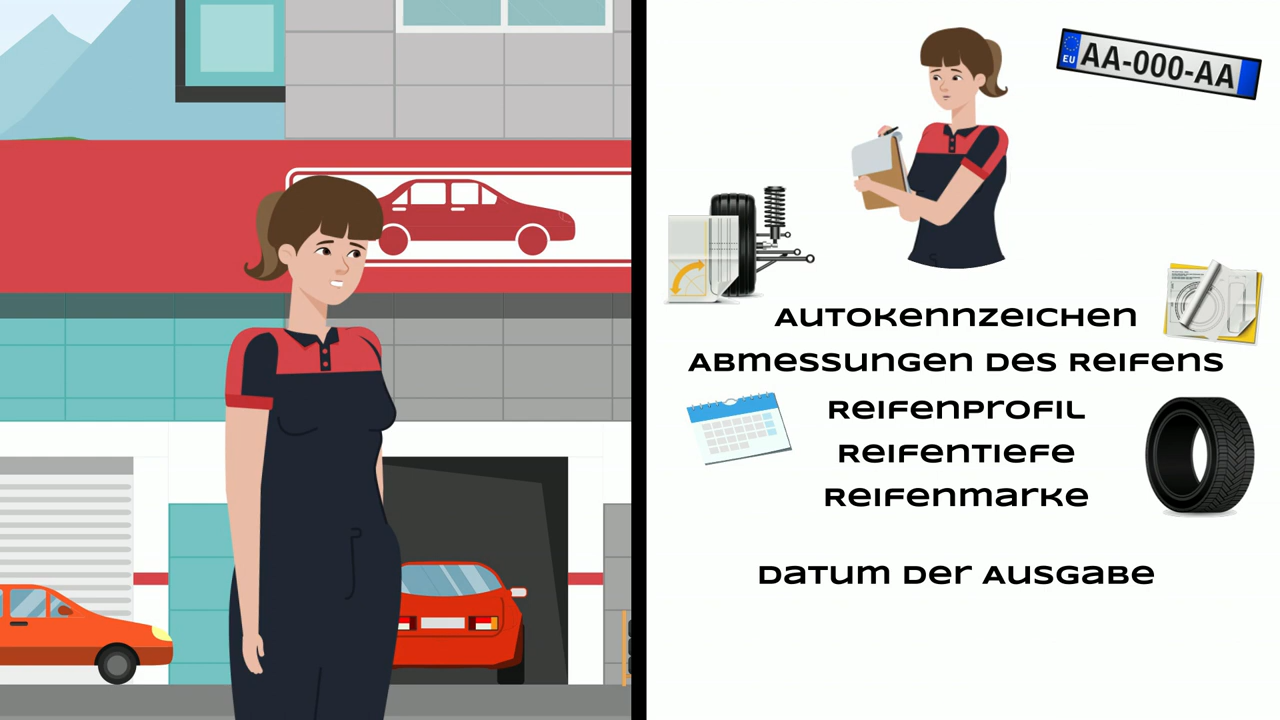 EU AA-000-AA
Autokennzeichen
Abmessungen des Reifens
Reifenprofil
Reifentiefe
Reifenmarke
Datum der Ausgabe